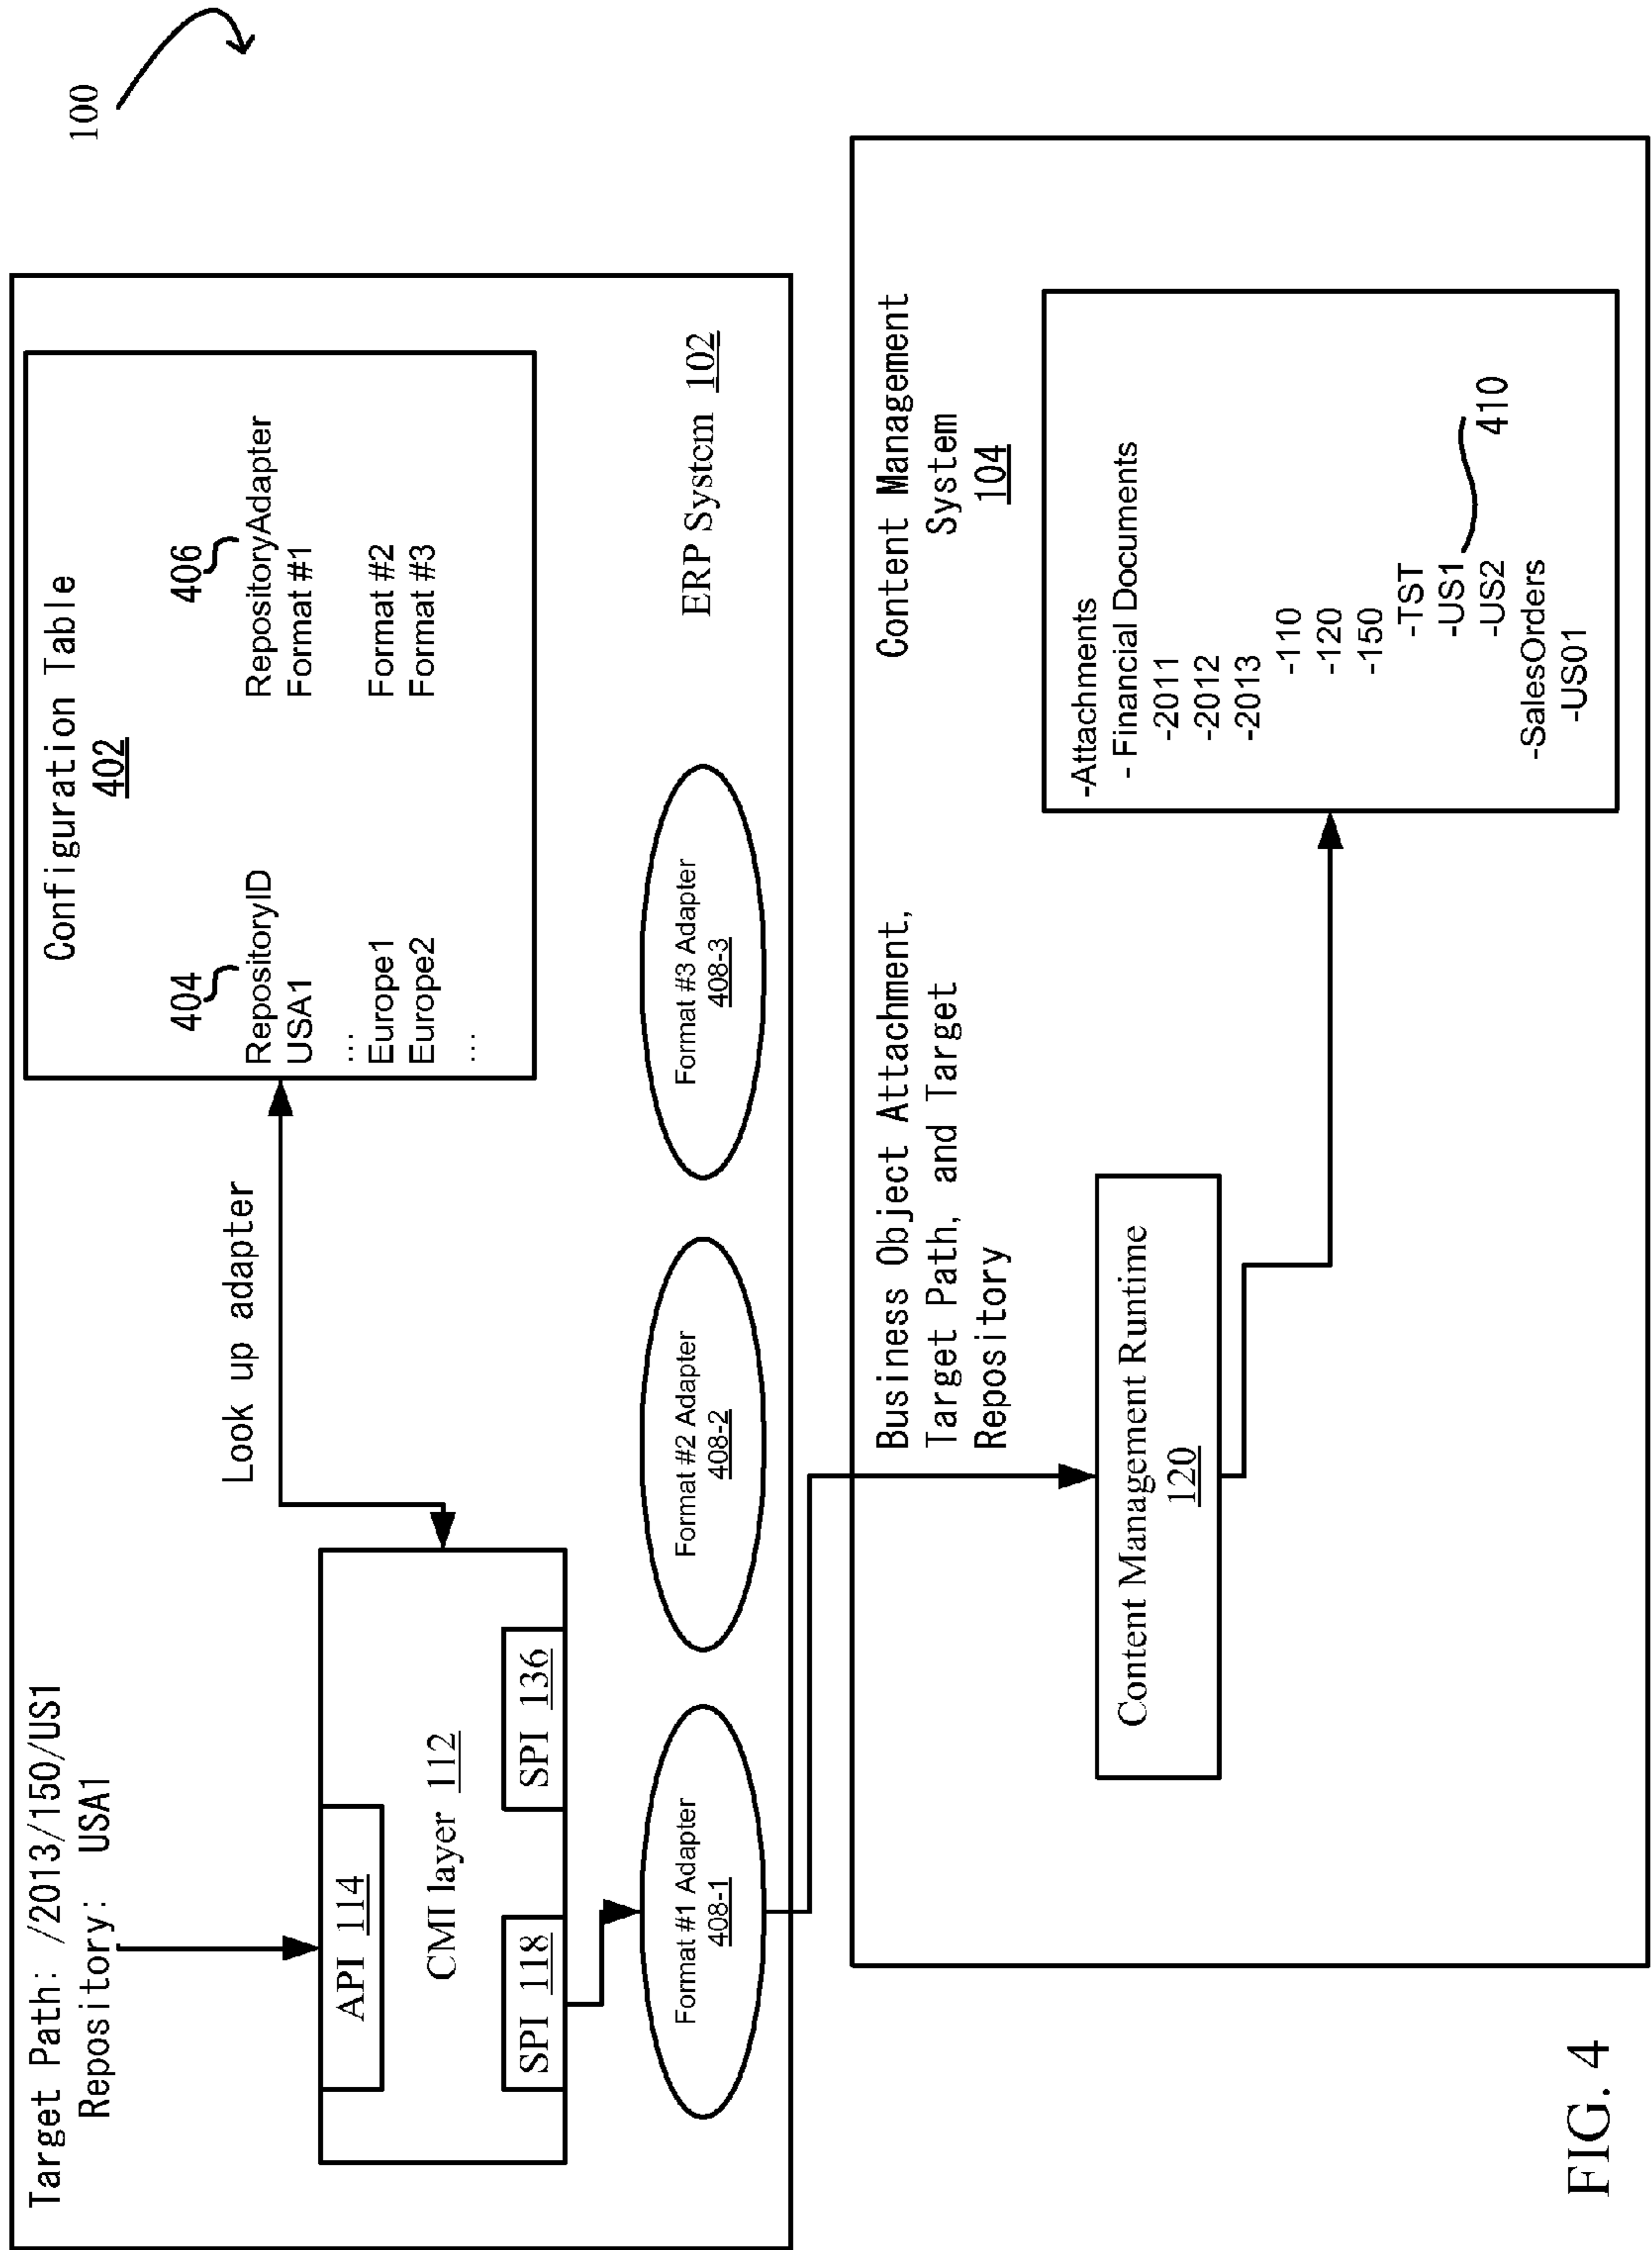 100
Target Path: /2013/150/US1
Repository: USA1
API 114
CMI layer 112
SPI 118
SPI 136
Look up adapter
Configuration Table
402
404
406
RepositoryID RepositoryAdapter
USA1 Format #1
...
Europe1 Format #2
Europe2 Format #3
...
Format #1 Adapter
408-1
Format #2 Adapter
408-2
Format #3 Adapter
408-3
ERP System 102
Business Object Attachment,
Target Path, and Target
Repository
Content Management
System
104
Content Management Runtime
120
-Attachments
- Financial Documents
-2011
-2012
-2013
-110
-120
-150
-TST
-US1
-US2
410
-SalesOrders
-US01
FIG. 4